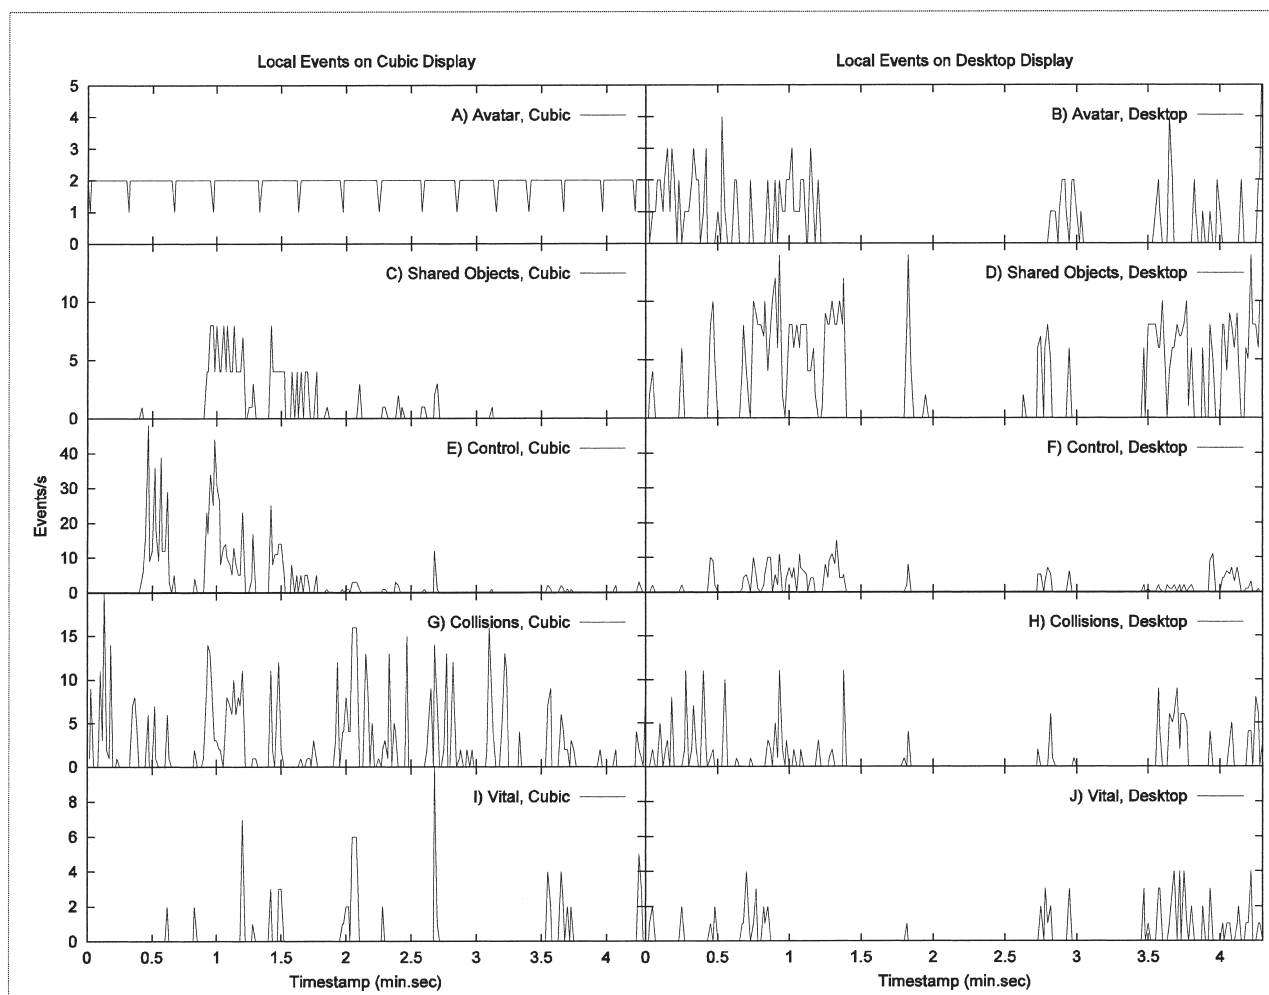 Local Events on Cubic Display
Local Events on Desktop Display
5
4
3
2
1
0
A) Avatar, Cubic
B) Avatar, Desktop
10
5
0
C) Shared Objects, Cubic
D) Shared Objects, Desktop
Events/s
40
30
20
10
0
E) Control, Cubic
F) Control, Desktop
15
10
5
0
G) Collisions, Cubic
H) Collisions, Desktop
8
6
4
2
0
I) Vital, Cubic
J) Vital, Desktop
0 0.5 1 1.5 2 2.5 3 3.5 4
0 0.5 1 1.5 2 2.5 3 3.5 4
Timestamp (min.sec)
Timestamp (min.sec)